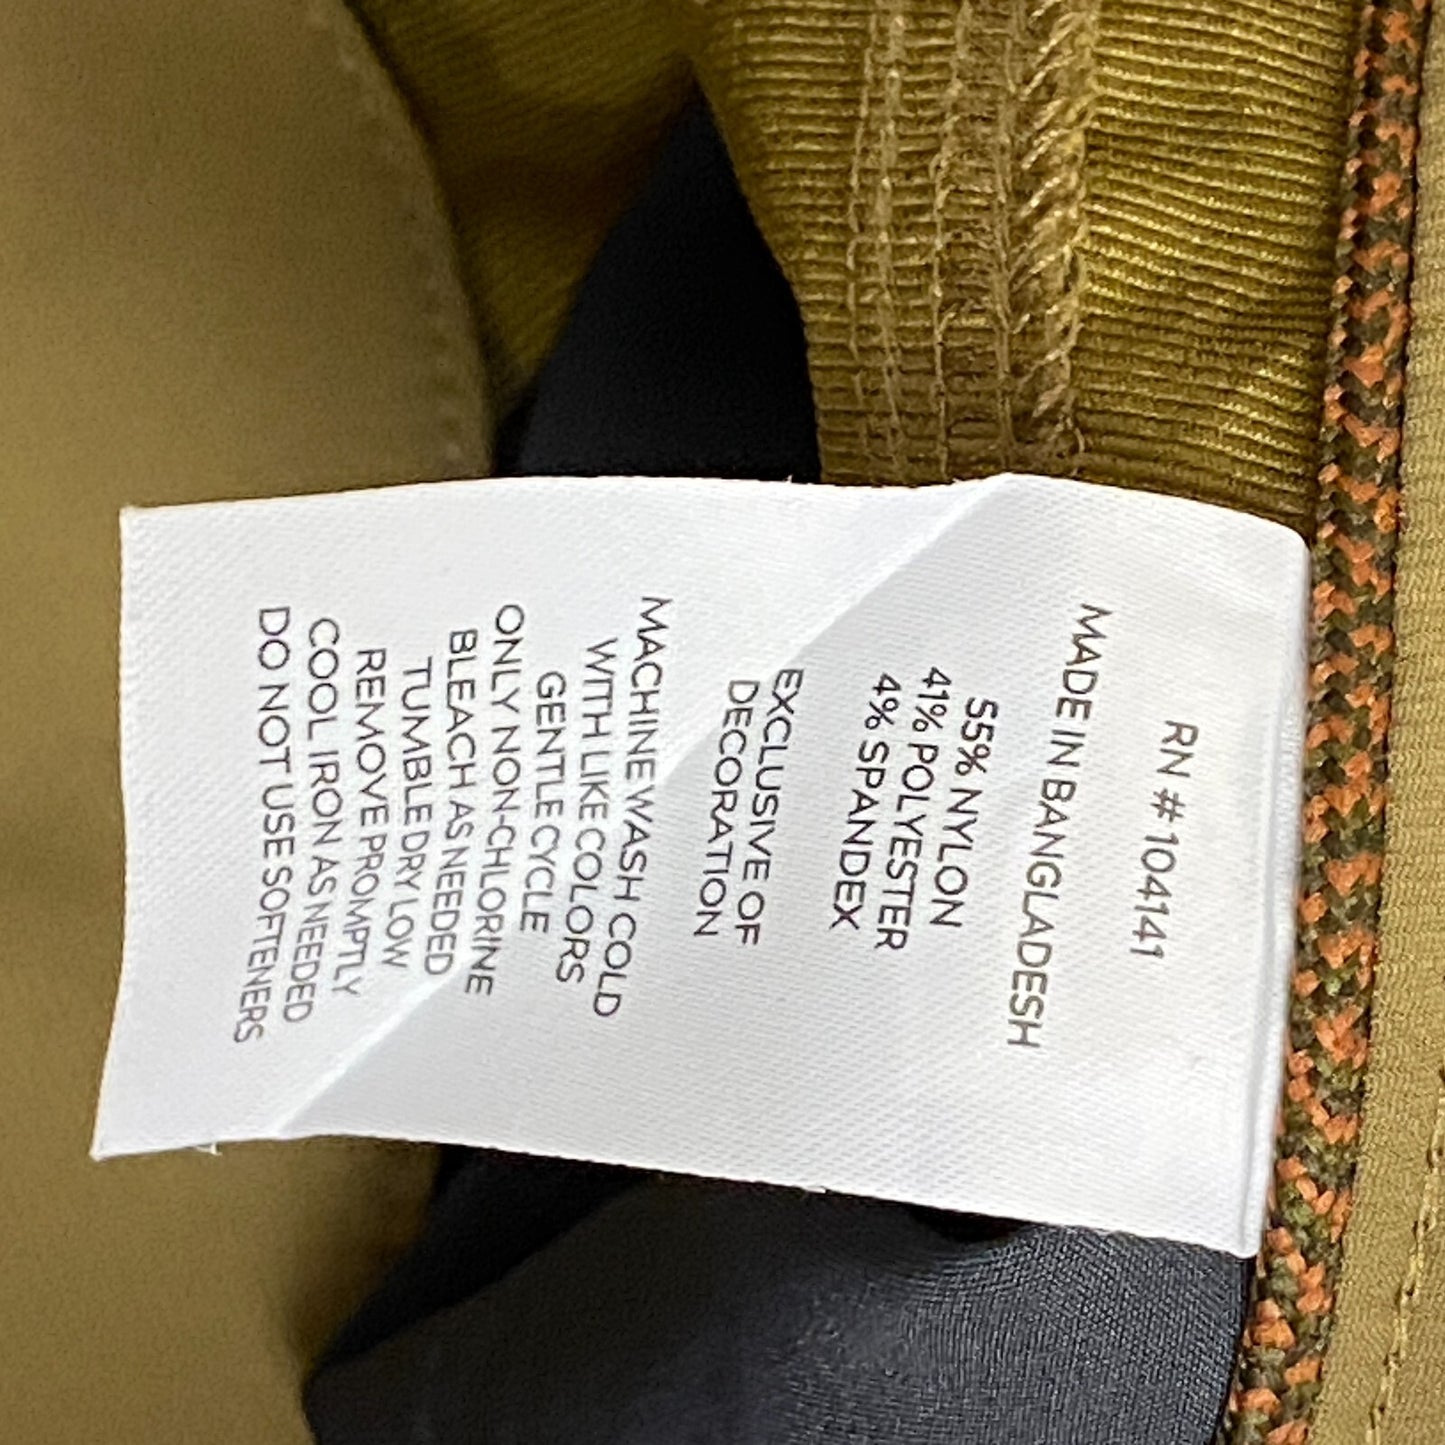 RN # 104141
MADE IN BANGLADESH
55% NYLON
41% POLYESTER
4% SPANDEX
EXCLUSIVE OF
DECORATION
MACHINE WASH COLD
WITH LIKE COLORS
GENTLE CYCLE
ONLY NON-CHLORINE
BLEACH AS NEEDED
TUMBLE DRY LOW
REMOVE PROMPTLY
COOL IRON AS NEEDED
DO NOT USE SOFTENERS